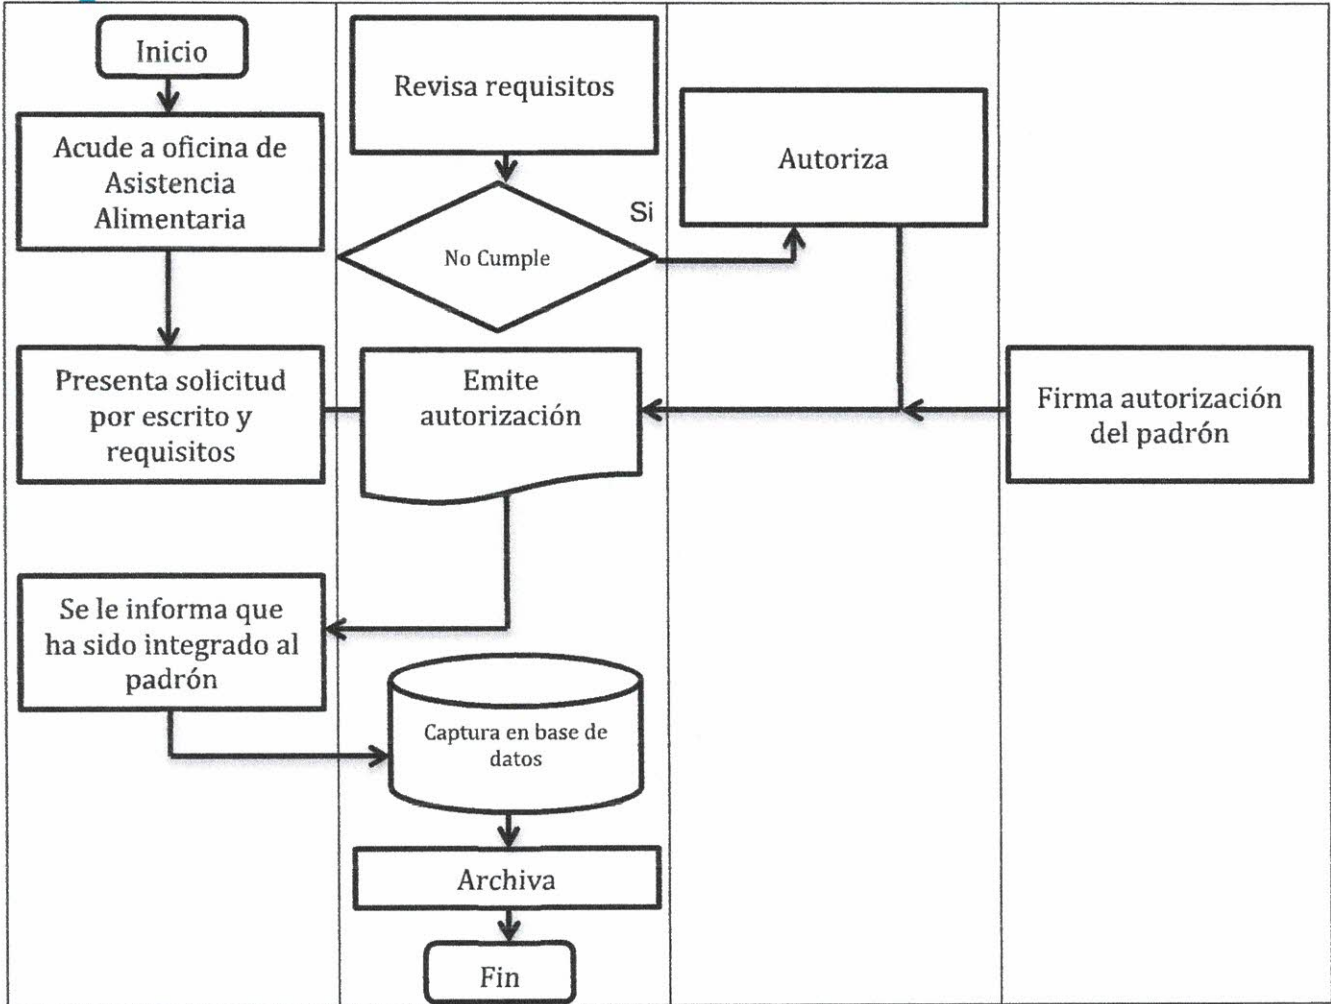 Inicio
Acude a oficina de
Asistencia
Alimentaria
Presenta solicitud
por escrito y
requisitos
Se le informa que
ha sido integrado al
padrón
Revisa requisitos
Si
No Cumple
Emite
autorización
Captura en base de
datos
Archiva
Fin
Autoriza
Firma autorización
del padrón